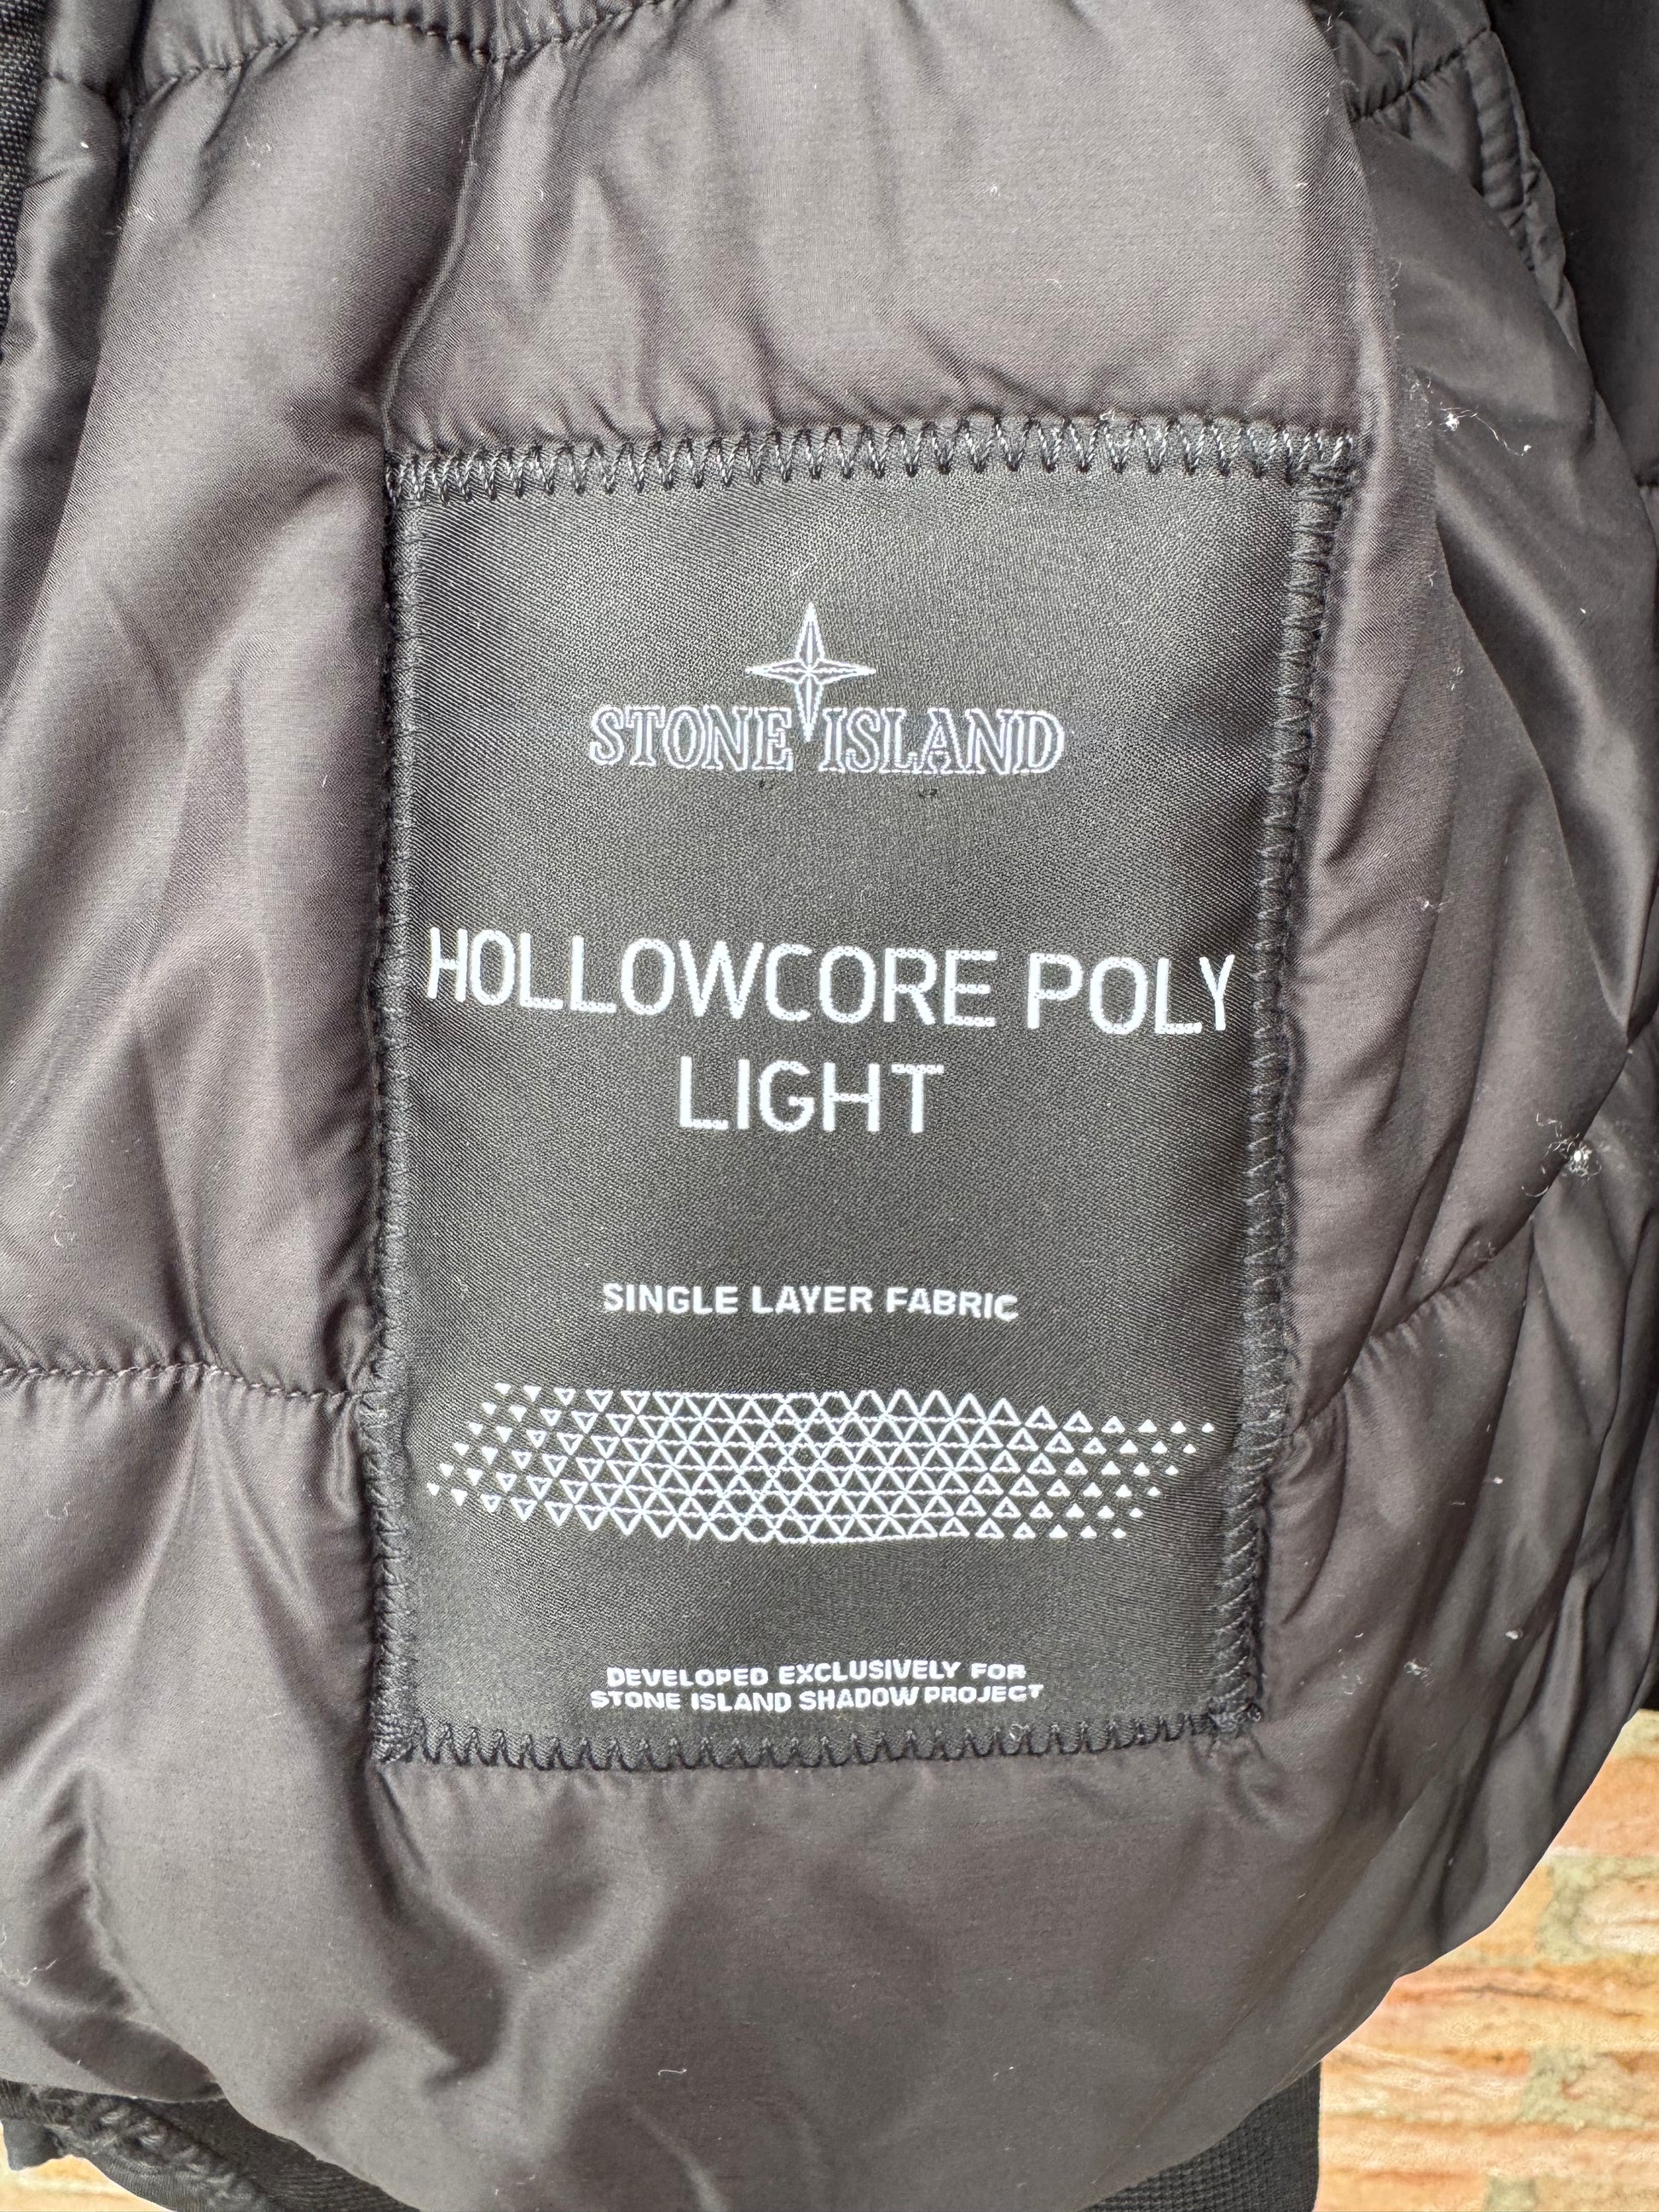 STONE ISLAND
HOLLOWCORE POLY
LIGHT
SINGLE LAYER FABRIC
DEVELOPED EXCLUSIVELY FOR
STONE ISLAND SHADOW PROJECT